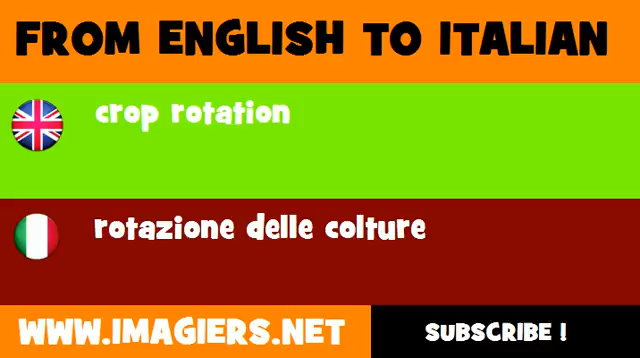 FROM ENGLISH TO ITALIAN
crop rotation
rotazione delle colture
WWW.IMAGIERS.NET
SUBSCRIBE !